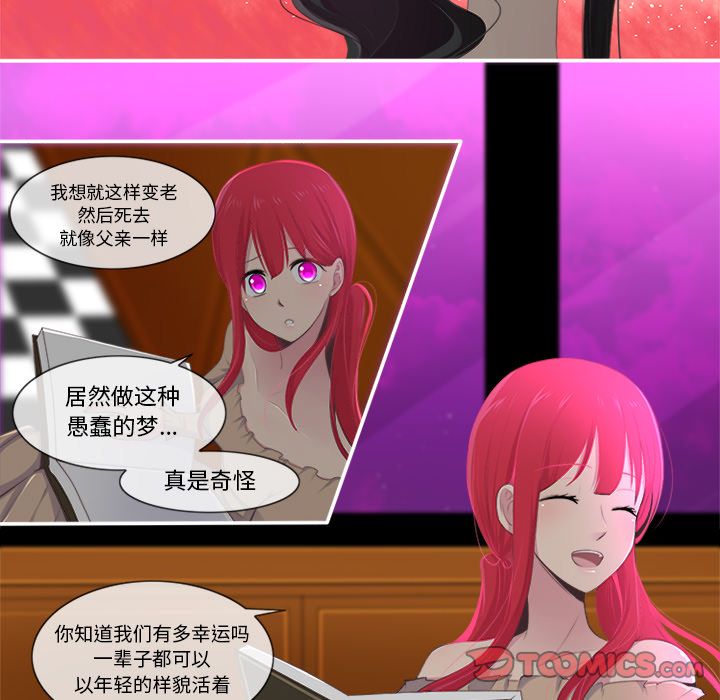 我想就这样变老
然后死去
就像父亲一样
居然做这种
愚蠢的梦...
真是奇怪
你知道我们有多幸运吗
一辈子都可以
以年轻的样貌活着
TOOMICS.COM